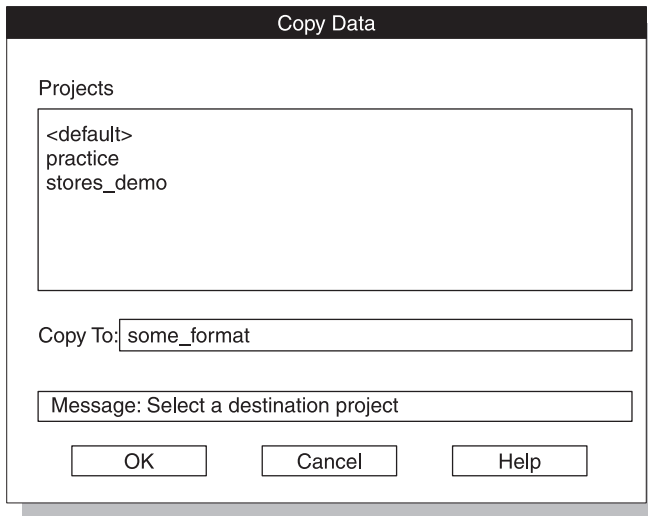 Copy Data
Projects
<default>
practice
stores_demo
Copy To: some_format
Message: Select a destination project
OK Cancel Help